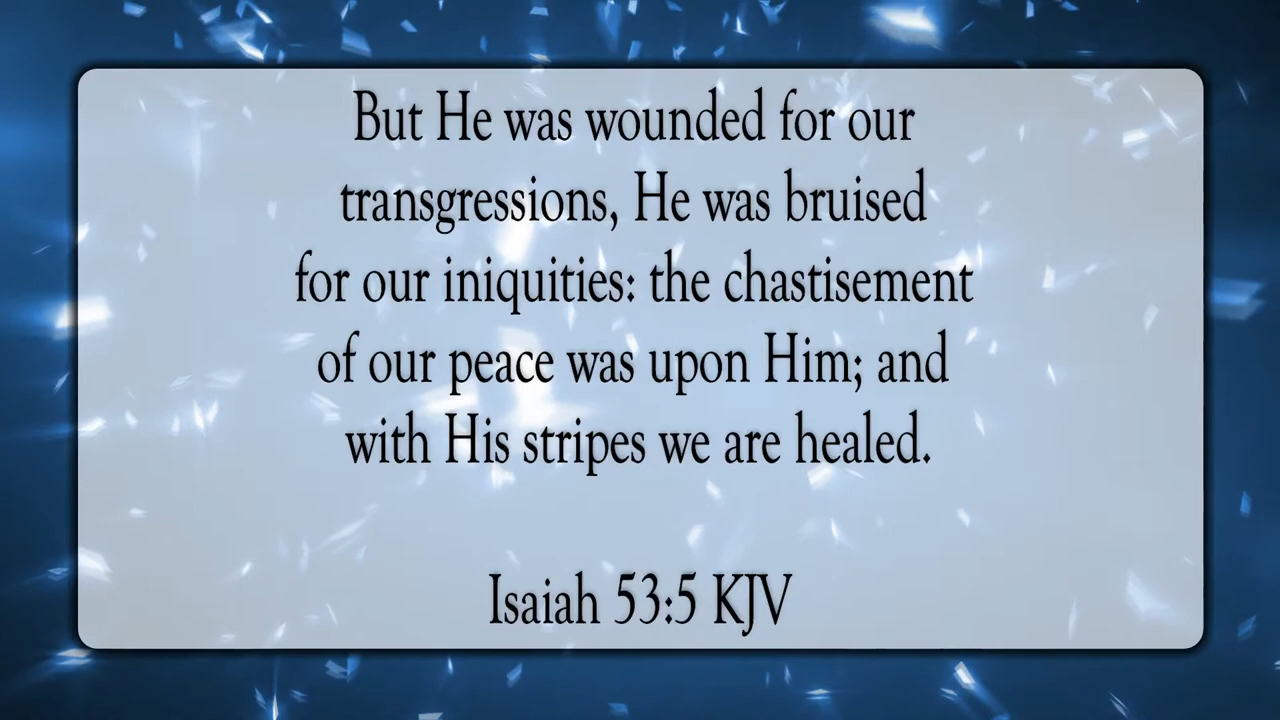 But He was wounded for our
transgressions, He was bruised
for our iniquities: the chastisement
of our peace was upon Him; and
with His stripes we are healed.
Isaiah 53:5 KJV